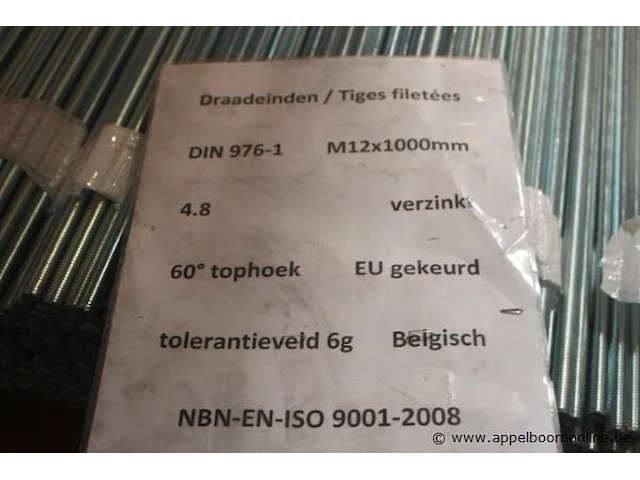 Draadeinden / Tiges filetées
DIN 976-1 M12x1000mm
4.8 verzinkt
60° tophoek EU gekeurd
tolerantieveld 6g Belgisch
NBN-EN-ISO 9001-2008
© www.appelboomonline.be